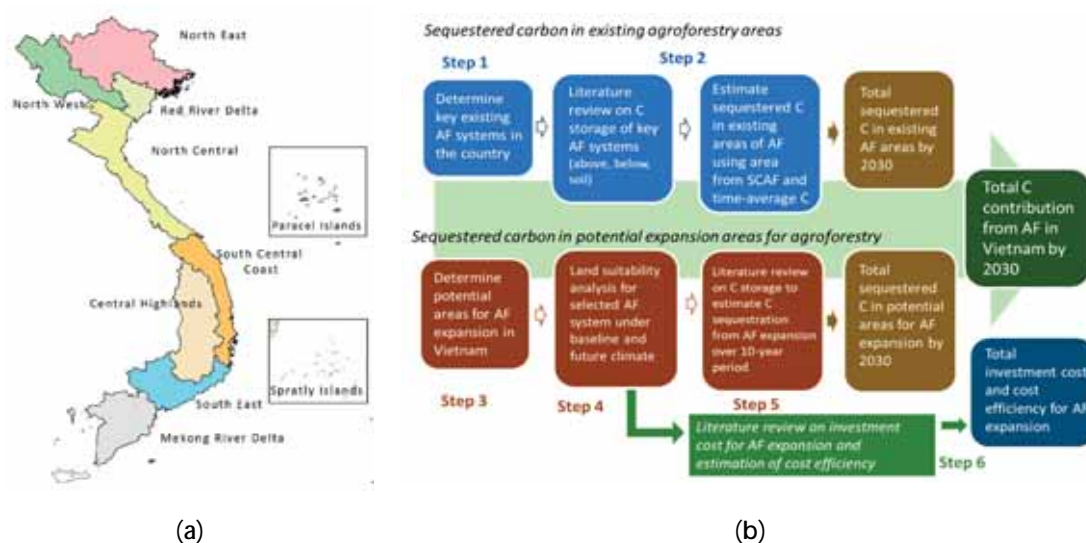 North East
North West
Red River Delta
North Central
Paracel Islands
South Central
Coast
Central Highlands
Spratly Islands
South East
Mekong River Delta
(a)
Sequestered carbon in existing agroforestry areas
Step 1
Step 2
Determine
key existing
AF systems in
the country
Literature
review on C
storage of key
AF systems
(above, below,
soil)
Estimate
sequestered C
in existing
areas of AF
using area
from SCAF and
time-average C
Total
sequestered
C in existing
AF areas by
2030
Total C
contribution
from AF in
Vietnam by
2030
Sequestered carbon in potential expansion areas for agroforestry
Determine
potential
areas for AF
expansion in
Vietnam
Land suitability
analysis for
selected AF
system under
baseline and
future climate
Literature review
on C storage to
estimate C
sequestration
from AF expansion
over 10-year
period
Total
sequestered
C in potential
areas for AF
expansion by
2030
Total
investment cost
and cost
efficiency for AF
expansion
Step 3
Step 4
Step 5
Literature review on investment
cost for AF expansion and
estimation of cost efficiency
Step 6
(b)